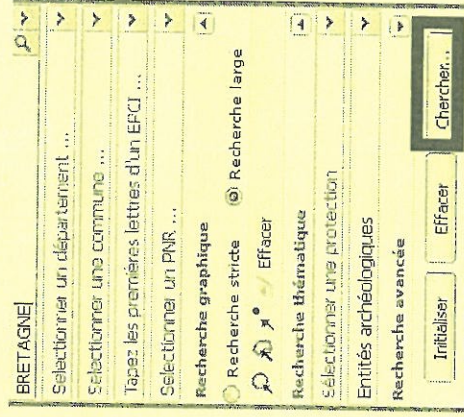 BRETAGNE
Sélectionner un département ...
Sélectionner une commune ...
Tapez les premières lettres d'un EPCI ...
Sélectionner un PNR ...
Recherche graphique
Recherche stricte Recherche large
Effacer
Recherche thématique
Sélectionner une protection
Entités archéologiques
Recherche avancée
Initialiser Effacer Chercher...